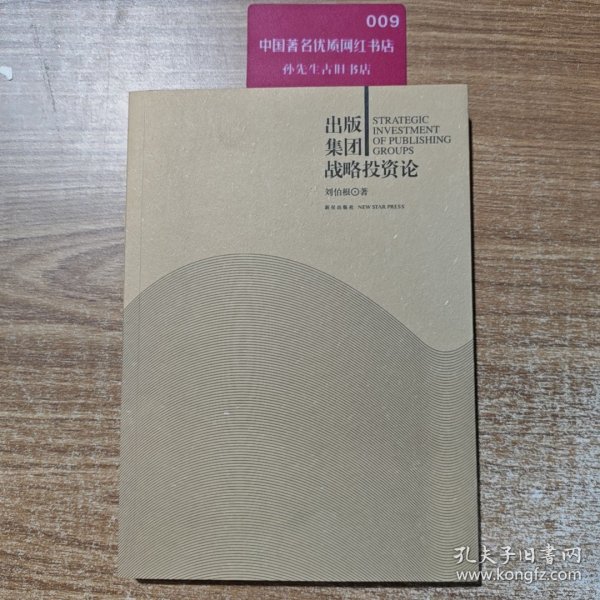 009
中国著名优质网红书店
孙先生古旧书店
出版
集团
战略投资论
STRATEGIC
INVESTMENT
OF PUBLISHING
GROUPS
刘伯根 著
新星出版社 NEW STAR PRESS
孔夫子旧书网
www.kongfz.com